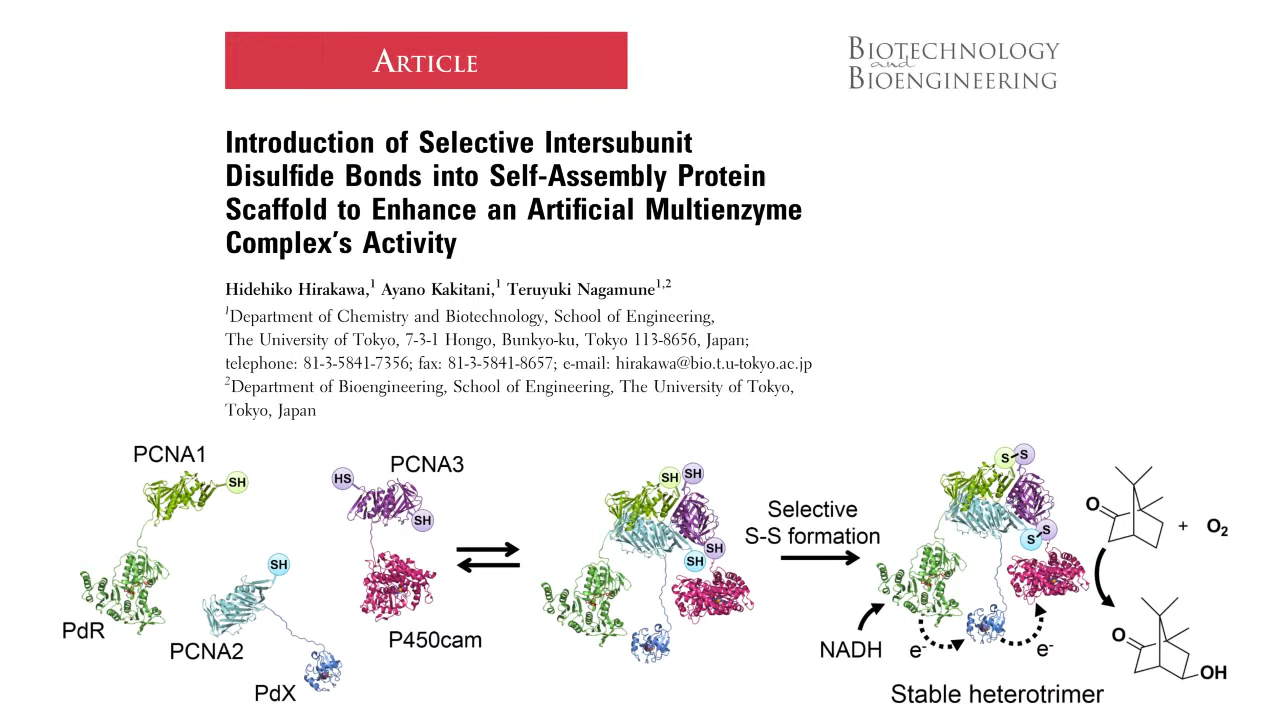 ARTICLE
BIOTECHNOLOGY
and
BIOENGINEERING
Introduction of Selective Intersubunit
Disulfide Bonds into Self-Assembly Protein
Scaffold to Enhance an Artificial Multienzyme
Complex's Activity
Hidehiko Hirakawa,1 Ayano Kakitani,1 Teruyuki Nagamune1,2
1Department of Chemistry and Biotechnology, School of Engineering,
The University of Tokyo, 7-3-1 Hongo, Bunkyo-ku, Tokyo 113-8656, Japan;
telephone: 81-3-5841-7356; fax: 81-3-5841-8657; e-mail: hirakawa@bio.t.u-tokyo.ac.jp
2Department of Bioengineering, School of Engineering, The University of Tokyo,
Tokyo, Japan
PCNA1
SH
PdR
PCNA2
SH
PdX
HS
PCNA3
SH
P450cam
SH
SH
SH
SH
Selective
S-S formation
S
S
S
S
NADH
e-
e-
Stable heterotrimer
O
+
O2
O
OH